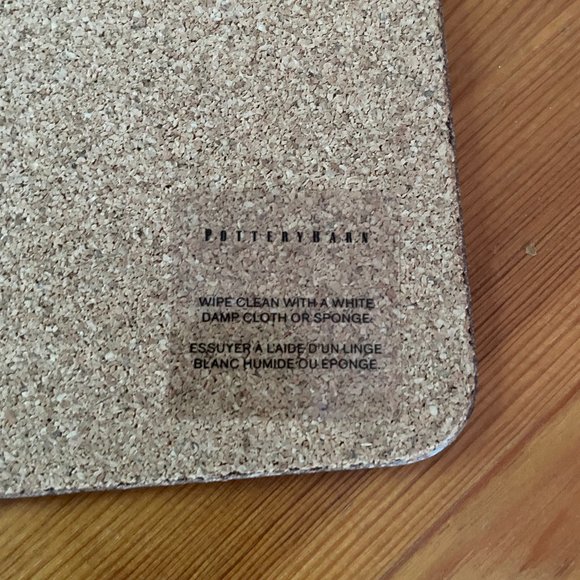 POTTERYBARN
WIPE CLEAN WITH A WHITE
DAMP CLOTH OR SPONGE.
ESSUYER À L'AIDE D'UN LINGE
BLANC HUMIDE OU ÉPONGE.